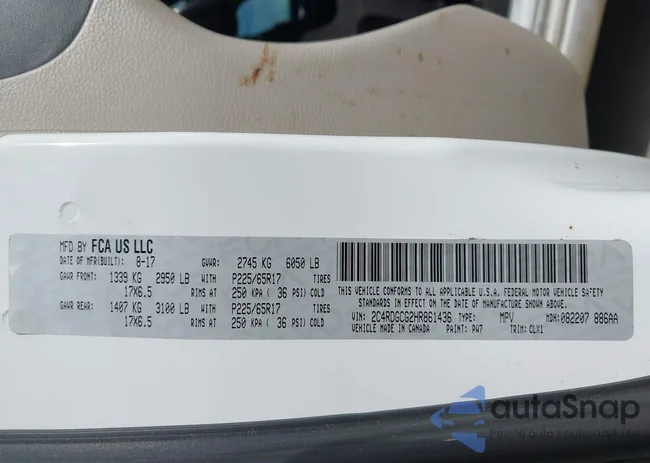 MFD BY FCA US LLC
DATE OF MFR(BUILT): 8-17 GVWR: 2745 KG 6050 LB
GAWR FRONT: 1339 KG 2950 LB WITH P225/65R17 TIRES
17X6.5 RIMS AT 250 KPA ( 36 PSI) COLD
GAWR REAR: 1407 KG 3100 LB WITH P225/65R17 TIRES
17X6.5 RIMS AT 250 KPA ( 36 PSI) COLD
THIS VEHICLE CONFORMS TO ALL APPLICABLE U.S.A. FEDERAL MOTOR VEHICLE SAFETY
STANDARDS IN EFFECT ON THE DATE OF MANUFACTURE SHOWN ABOVE.
VIN: 2C4RDGCG2HR861436 TYPE: MPV MDH: 082207 886AA
VEHICLE MADE IN CANADA PAINT: PW7 TRIM: CLX1
autaSnap